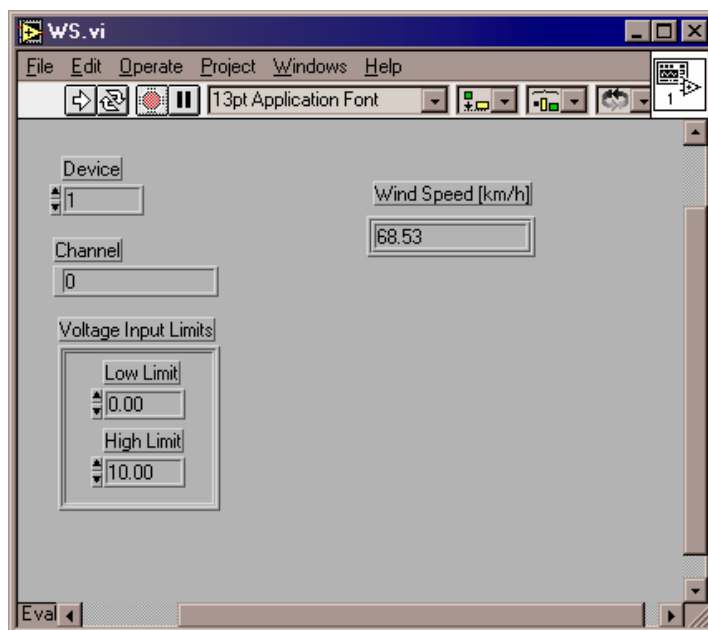 WS.vi
File Edit Operate Project Windows Help
13pt Application Font
1
Device
1
Wind Speed [km/h]
68.53
Channel
0
Voltage Input Limits
Low Limit
0.00
High Limit
10.00
Eval